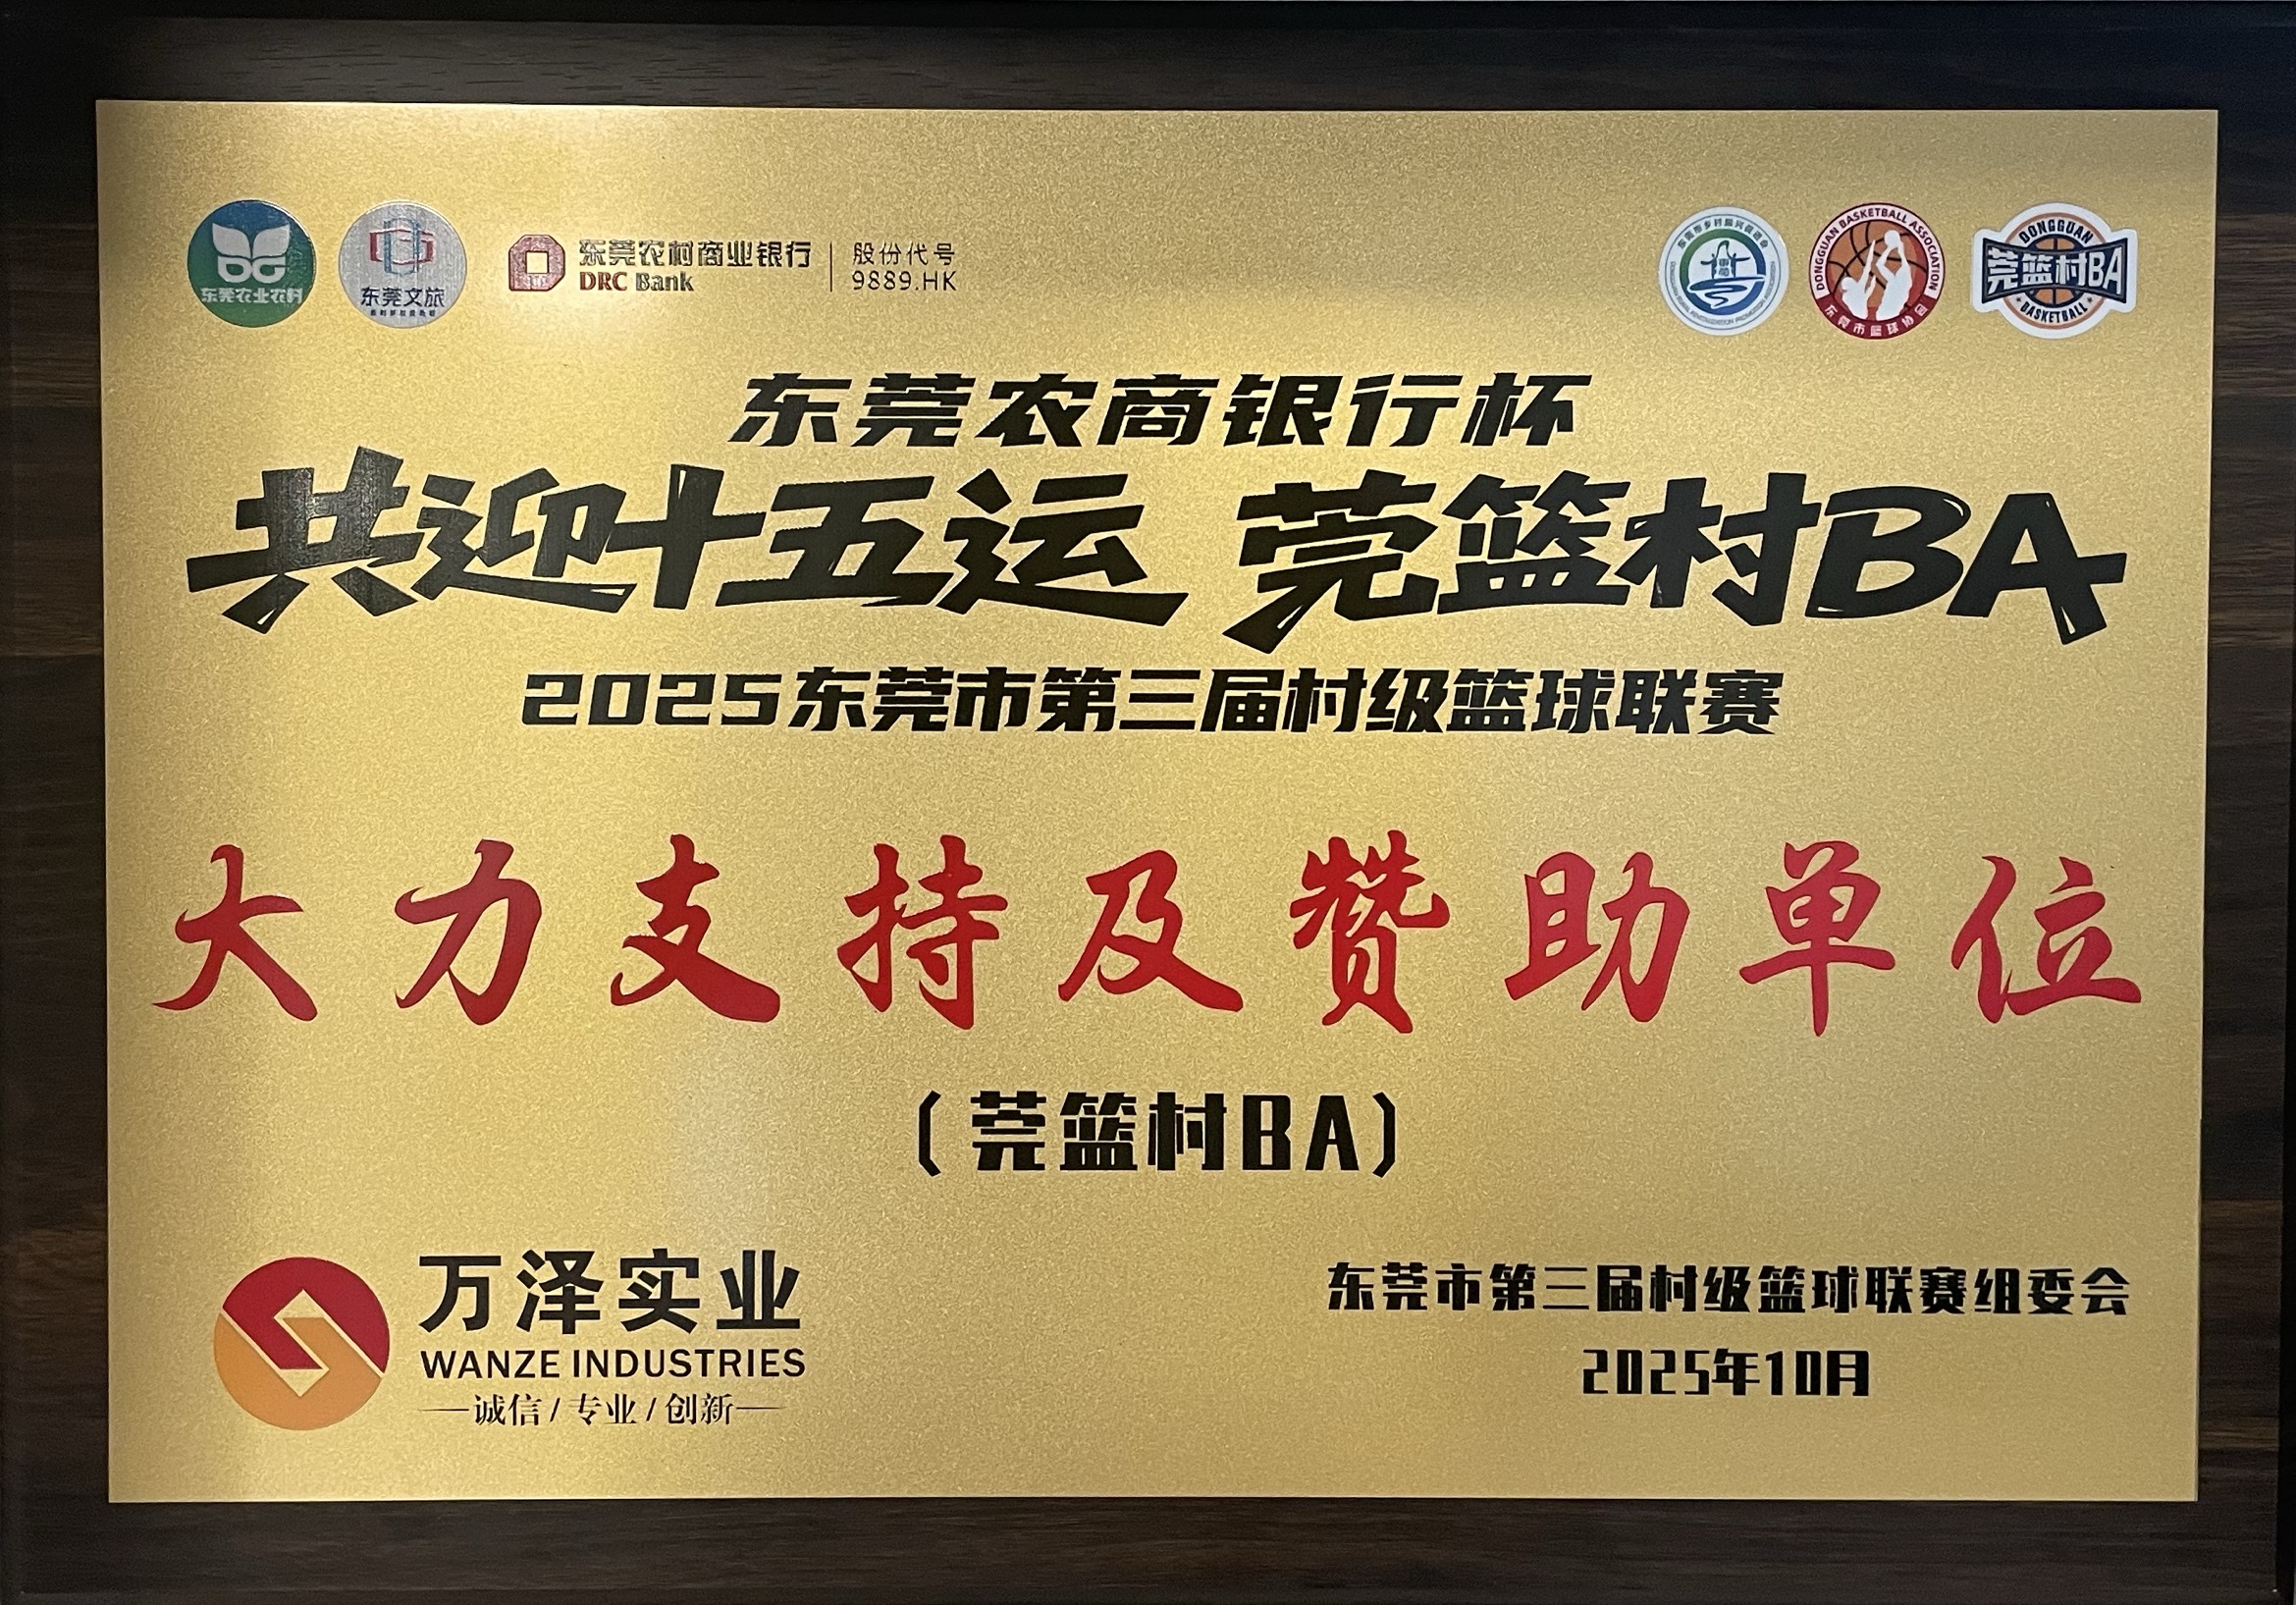 东莞农业农村
东莞文旅
东莞农村商业银行
DRC Bank
股份代号
9889.HK
DONGGUAN BASKETBALL ASSOCIATION
东莞市篮球协会
DONGGUAN
莞篮村BA
BASKETBALL
东莞农商银行杯
共迎十五运 莞篮村BA
2025东莞市第三届村级篮球联赛
大力支持及赞助单位
(莞篮村BA)
万泽实业
WANZE INDUSTRIES
诚信/专业/创新
东莞市第三届村级篮球联赛组委会
2025年10月